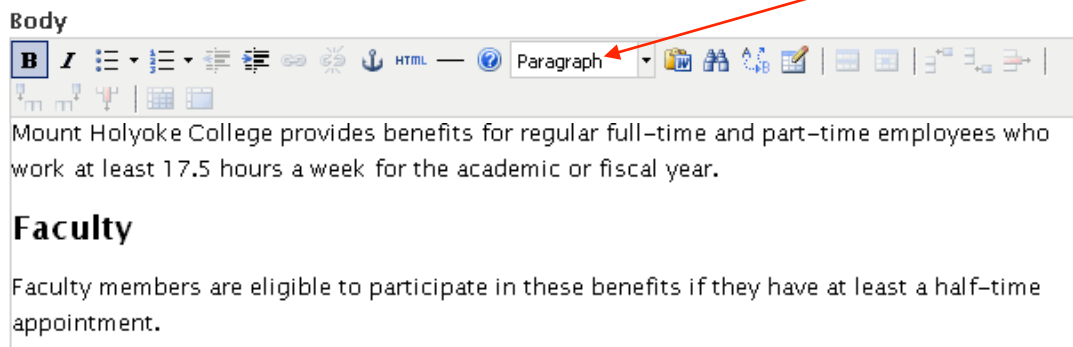 Body
B I HTML Paragraph
Mount Holyoke College provides benefits for regular full-time and part-time employees who
work at least 17.5 hours a week for the academic or fiscal year.
Faculty
Faculty members are eligible to participate in these benefits if they have at least a half-time
appointment.